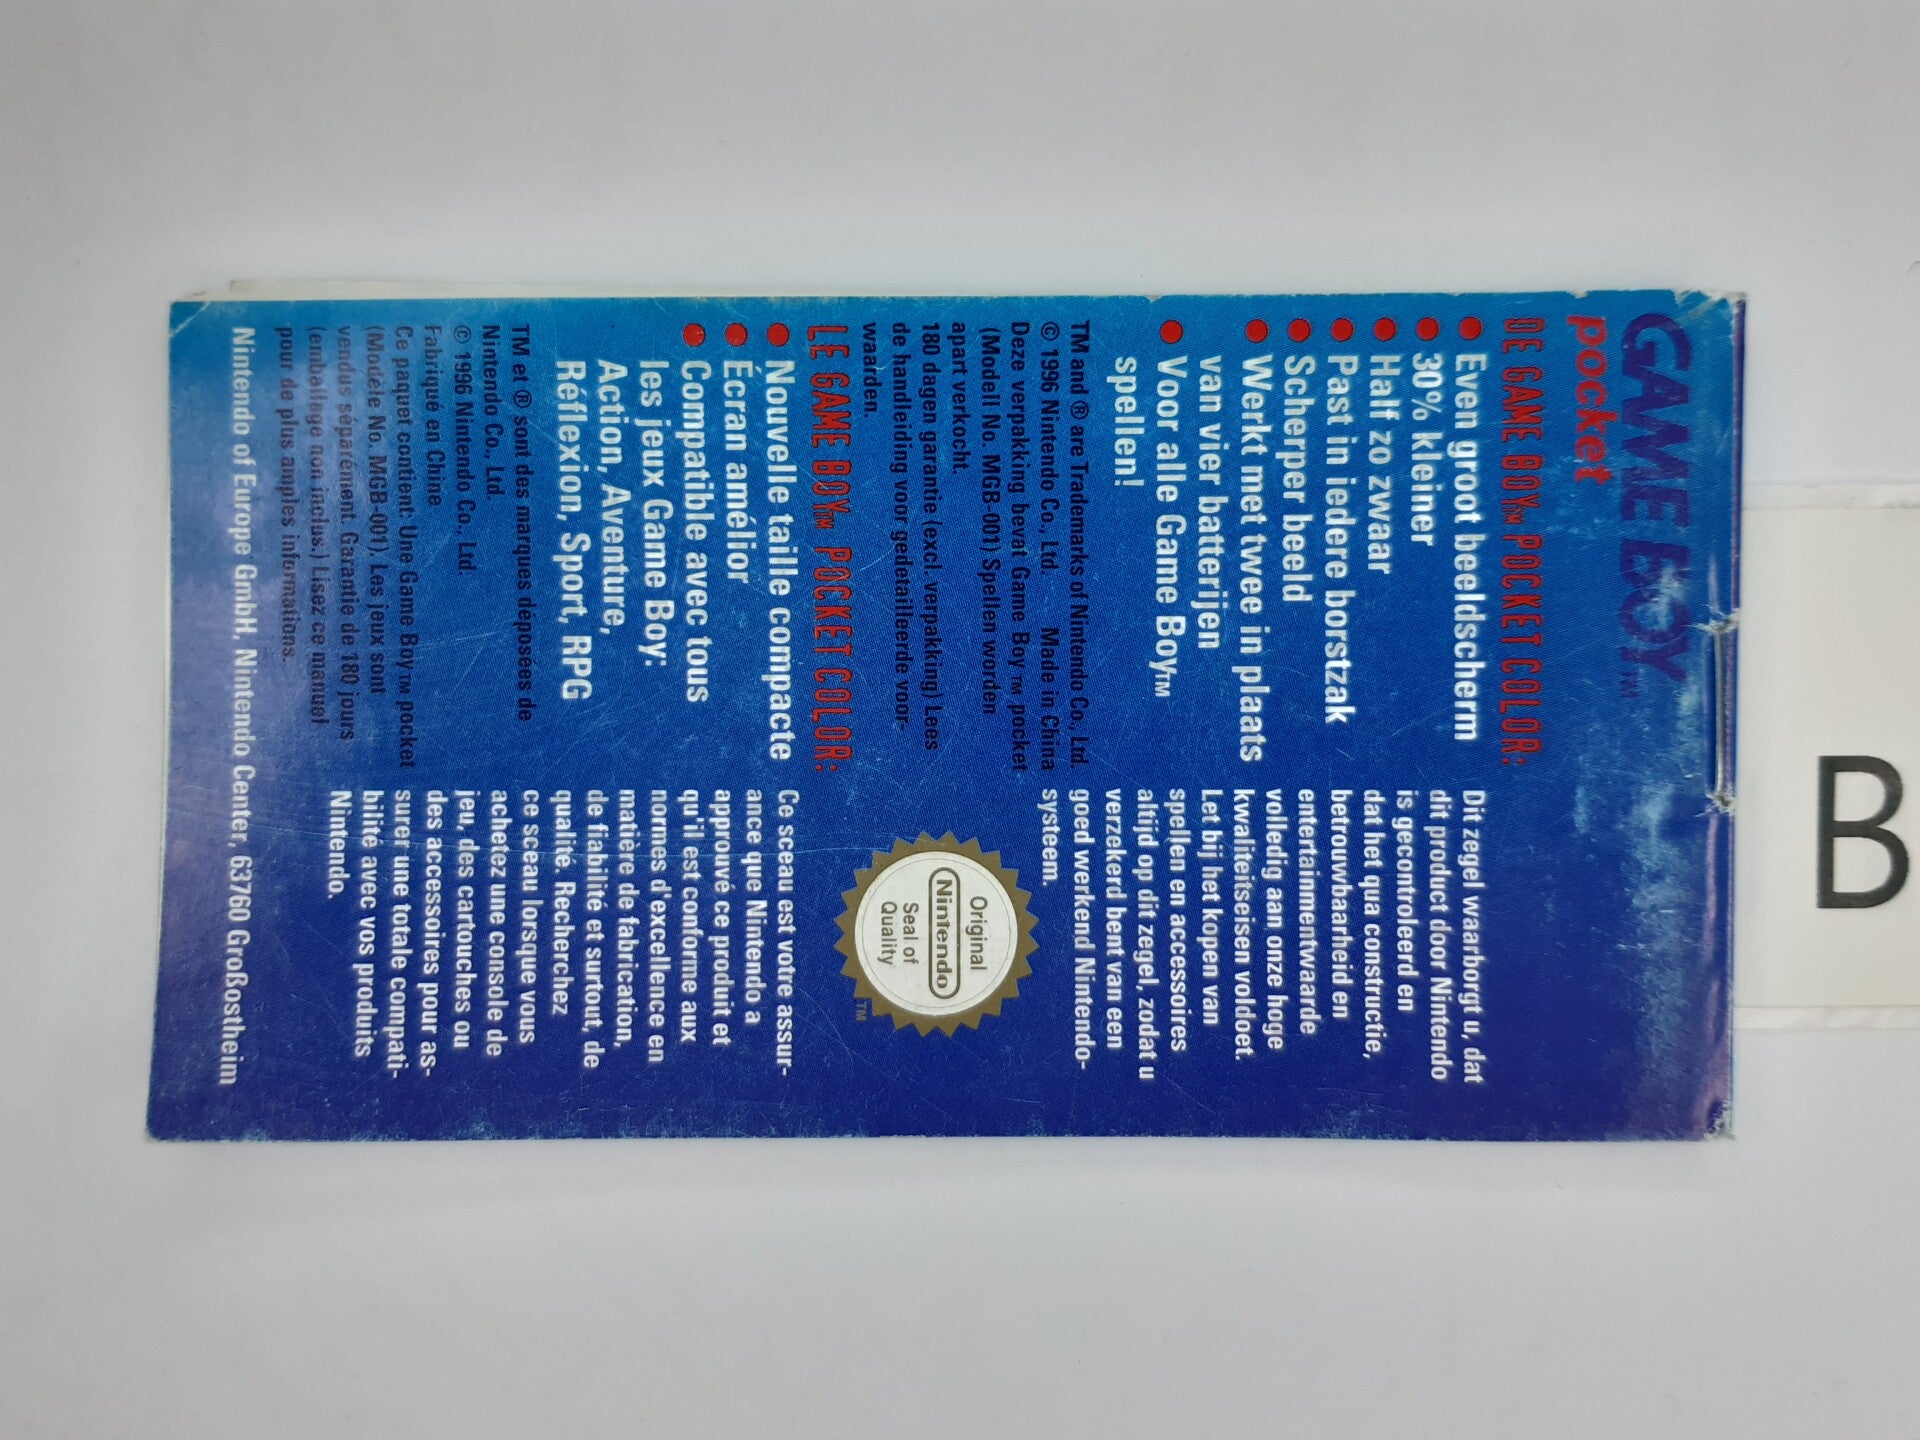 GAME BOY™
pocket
DE GAME BOY™ POCKET COLOR:
Even groot beeldscherm
30% kleiner
Half zo zwaar
Past in iedere borstzak
Scherper beeld
Werkt met twee in plaats
van vier batterijen
Voor alle Game Boy™
spellen!
TM and ® are Trademarks of Nintendo Co., Ltd.
© 1996 Nintendo Co., Ltd. Made in China
Deze verpakking bevat Game Boy ™ pocket
(Modell No. MGB-001) Spellen worden
apart verkocht.
180 dagen garantie (excl. verpakking) Lees
de handleiding voor gedetailleerde voor-
waarden.
Dit zegel waarborgt u, dat
dit product door Nintendo
is gecontroleerd en
dat het qua constructie,
betrouwbaarheid en
entertainmentwaarde
volledig aan onze hoge
kwaliteitseisen voldoet.
Let bij het kopen van
spellen en accessoires
altijd op dit zegel, zodat u
verzekerd bent van een
goed werkend Nintendo-
systeem.
Original
Nintendo
Seal of
Quality
TM
LE GAME BOY™ POCKET COLOR:
Nouvelle taille compacte
Écran amélior
Compatible avec tous
les jeux Game Boy:
Action, Aventure,
Réflexion, Sport, RPG
TM et ® sont des marques déposées de
Nintendo Co., Ltd.
© 1996 Nintendo Co., Ltd.
Fabriqué en Chine
Ce paquet contient: Une Game Boy™ pocket
(Modèle No. MGB-001). Les jeux sont
vendus séparément. Garantie de 180 jours
(emballage non inclus.) Lisez ce manuel
pour de plus amples informations.
Ce sceau est votre assur-
ance que Nintendo a
approuvé ce produit et
qu'il est conforme aux
normes d'excellence en
matière de fabrication,
de fiabilité et surtout, de
qualité. Recherchez
ce sceau lorsque vous
achetez une console de
jeu, des cartouches ou
des accessoires pour as-
surer une totale compati-
bilité avec vos produits
Nintendo.
Nintendo of Europe GmbH, Nintendo Center, 63760 Großostheim
B